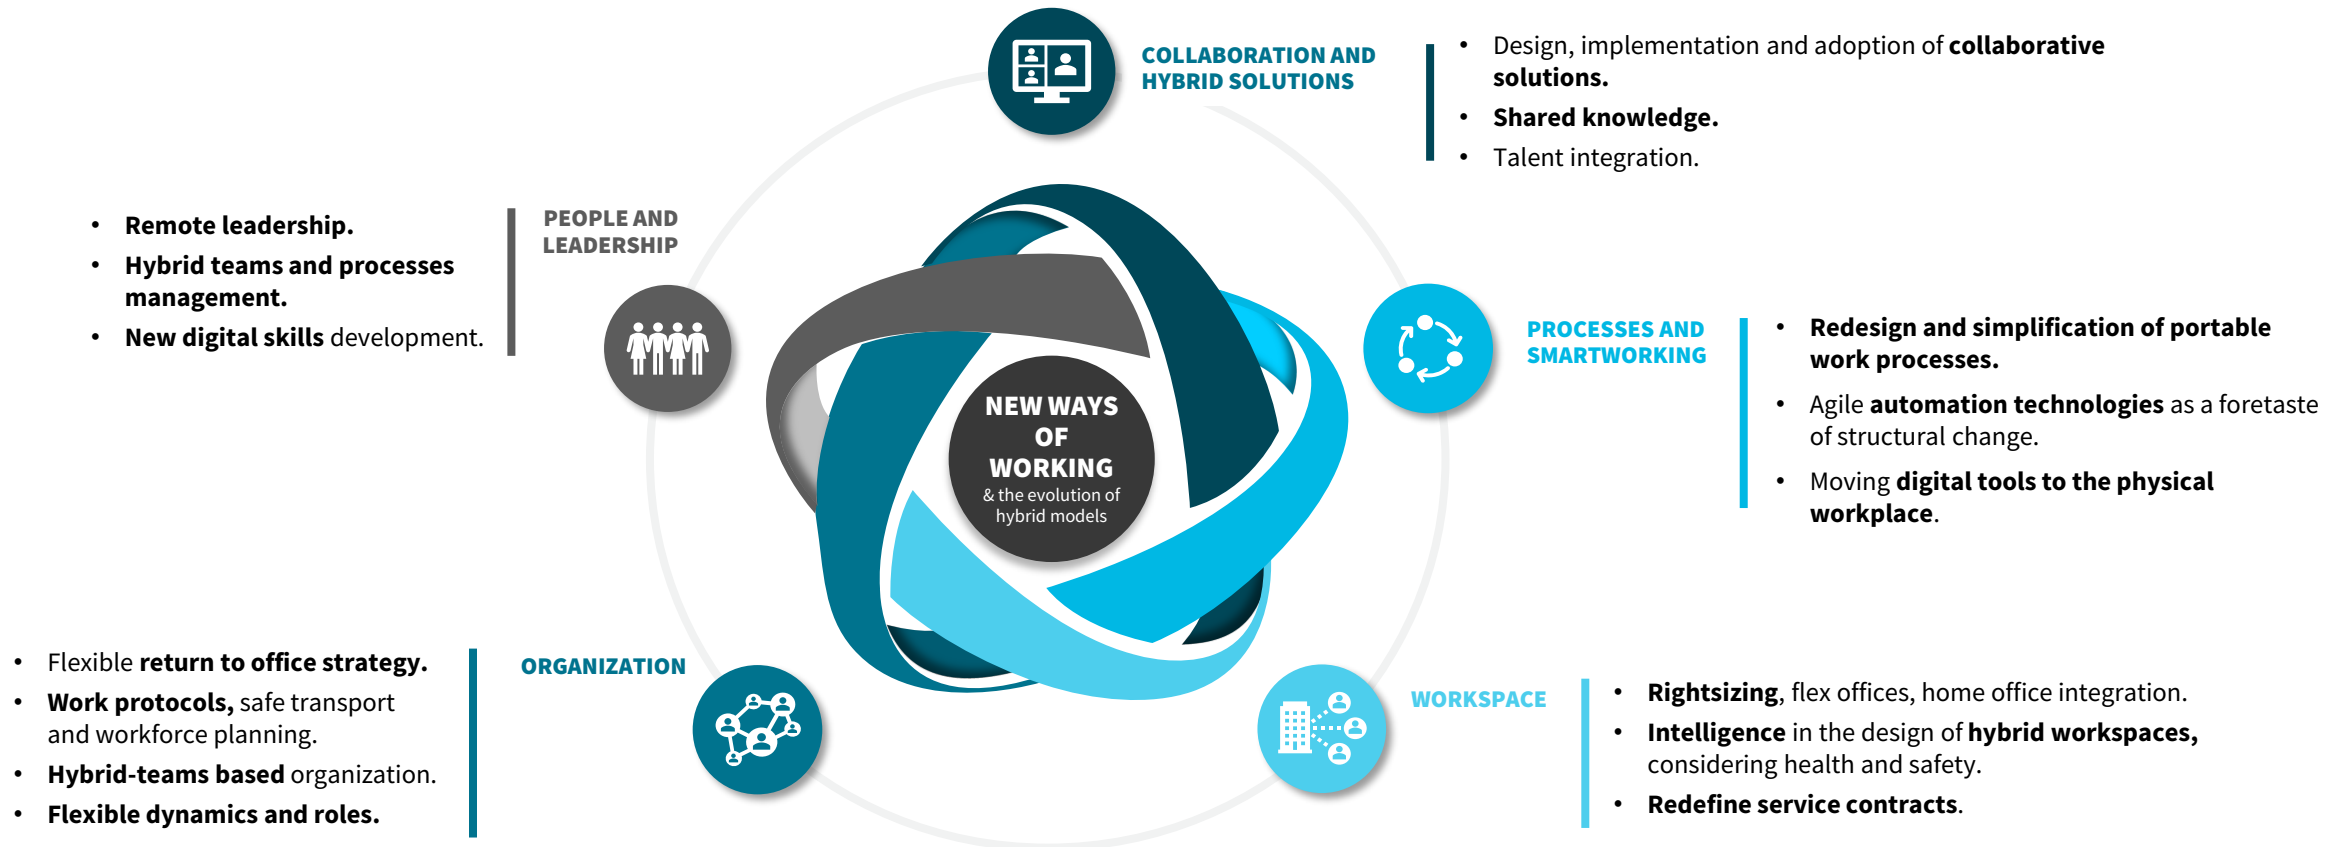 COLLABORATION AND
HYBRID SOLUTIONS
• Design, implementation and adoption of collaborative
solutions.
• Shared knowledge.
• Talent integration.
PEOPLE AND
LEADERSHIP
• Remote leadership.
• Hybrid teams and processes
management.
• New digital skills development.
PROCESSES AND
SMARTWORKING
• Redesign and simplification of portable
work processes.
• Agile automation technologies as a foretaste
of structural change.
• Moving digital tools to the physical
workplace.
NEW WAYS
OF
WORKING
& the evolution of
hybrid models
ORGANIZATION
• Flexible return to office strategy.
• Work protocols, safe transport
and workforce planning.
• Hybrid-teams based organization.
• Flexible dynamics and roles.
WORKSPACE
• Rightsizing, flex offices, home office integration.
• Intelligence in the design of hybrid workspaces,
considering health and safety.
• Redefine service contracts.